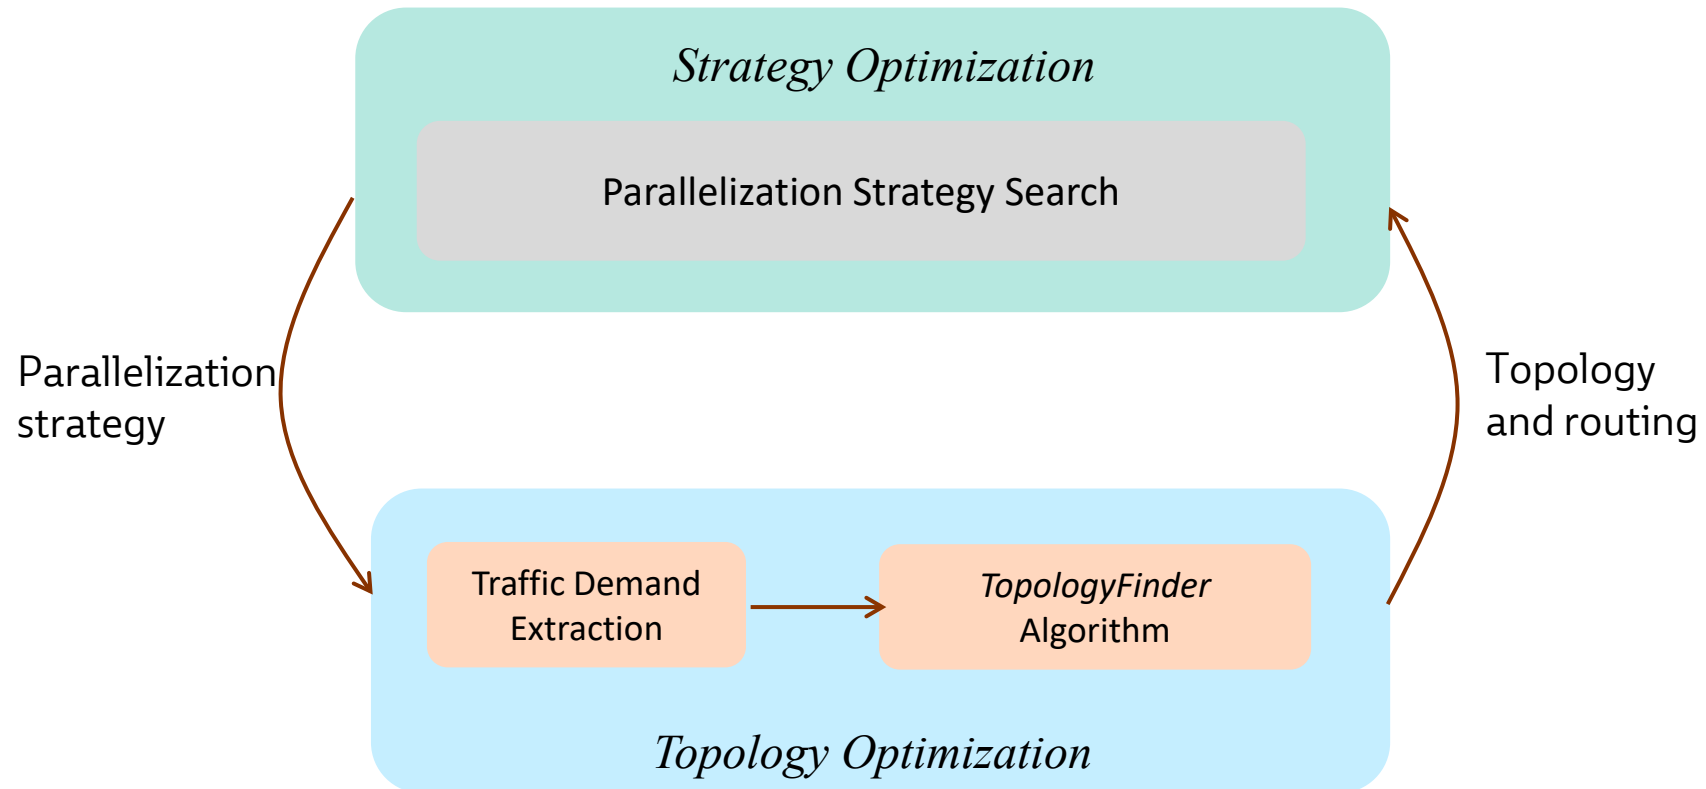 Strategy Optimization
Parallelization Strategy Search
Parallelization
strategy
Topology
and routing
Traffic Demand
Extraction
TopologyFinder
Algorithm
Topology Optimization